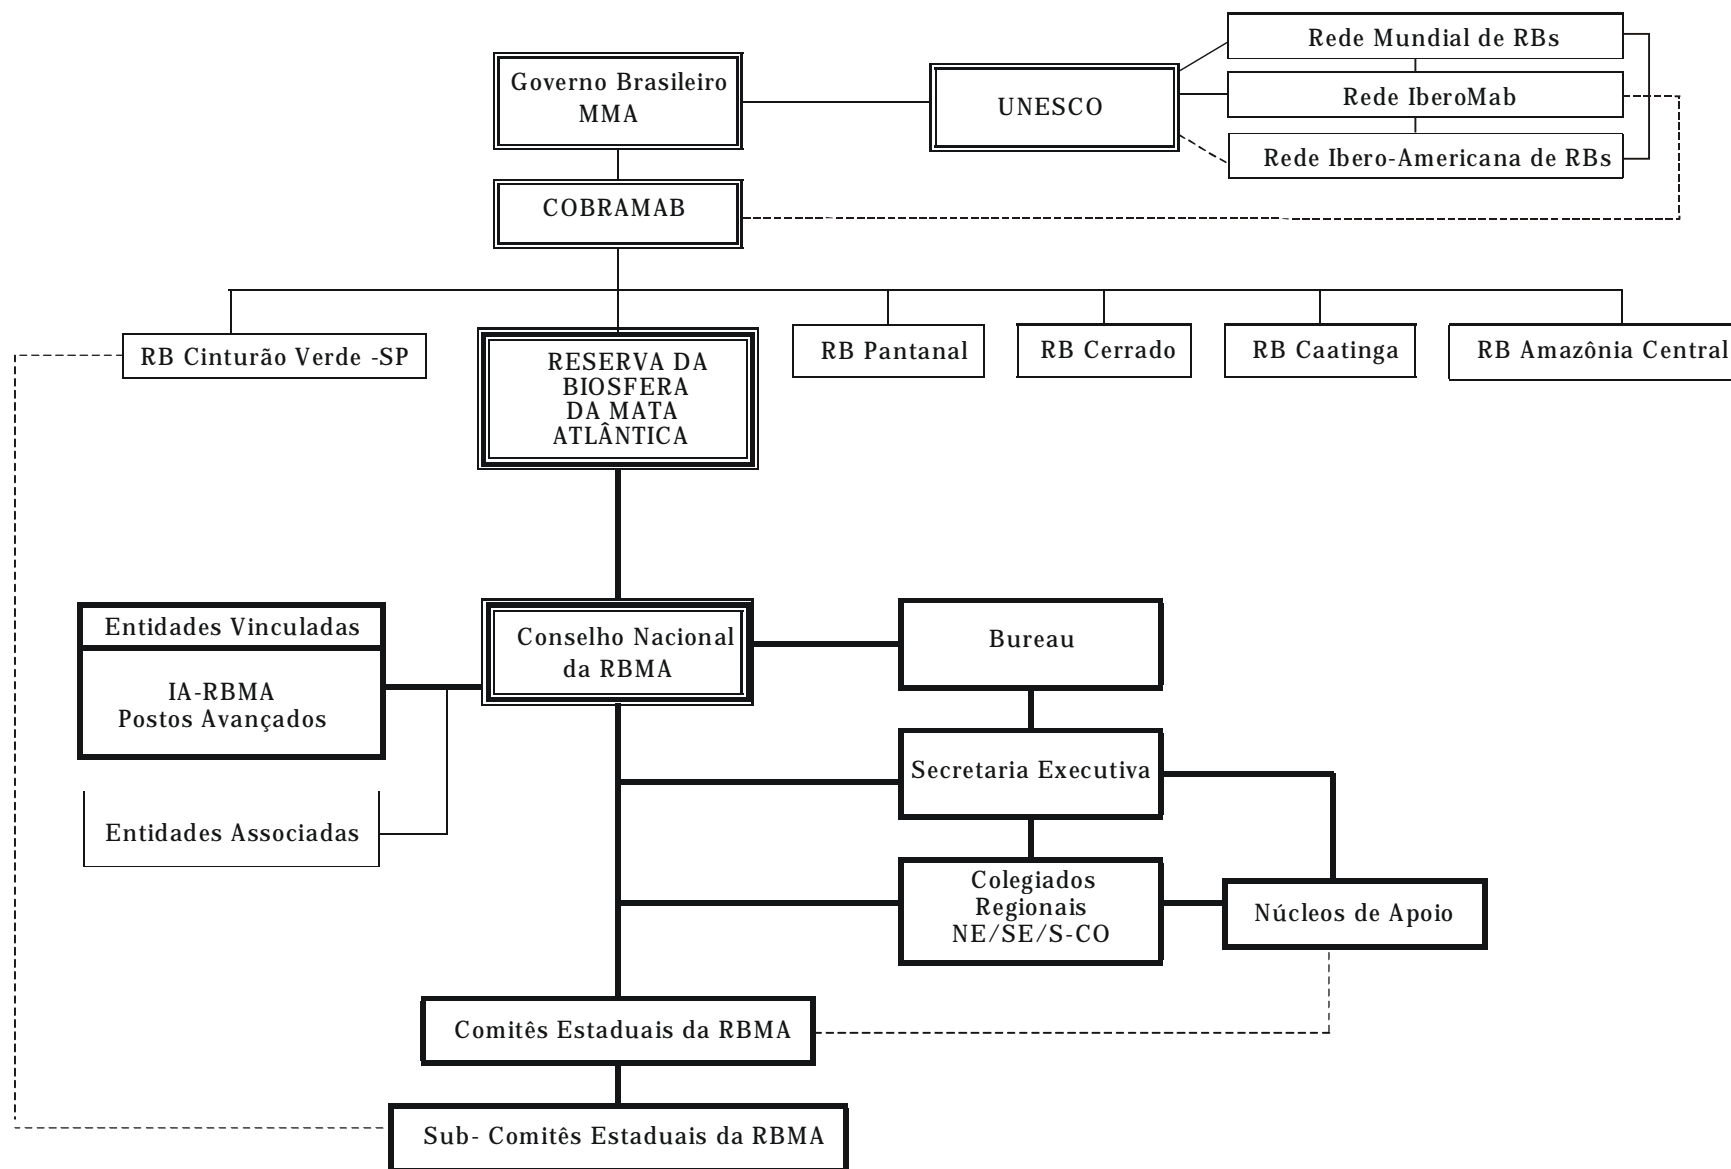 Rede Mundial de RBs
Governo Brasileiro
MMA
UNESCO
Rede IberoMab
Rede Ibero-Americana de RBs
COBRAMAB
RB Cinturão Verde -SP
RESERVA DA
BIOSFERA
DA MATA
ATLÂNTICA
RB Pantanal
RB Cerrado
RB Caatinga
RB Amazônia Central
Entidades Vinculadas
IA-RBMA
Postos Avançados
Entidades Associadas
Conselho Nacional
da RBMA
Bureau
Secretaria Executiva
Colegiados
Regionais
NE/SE/S-CO
Núcleos de Apoio
Comitês Estaduais da RBMA
Sub- Comitês Estaduais da RBMA